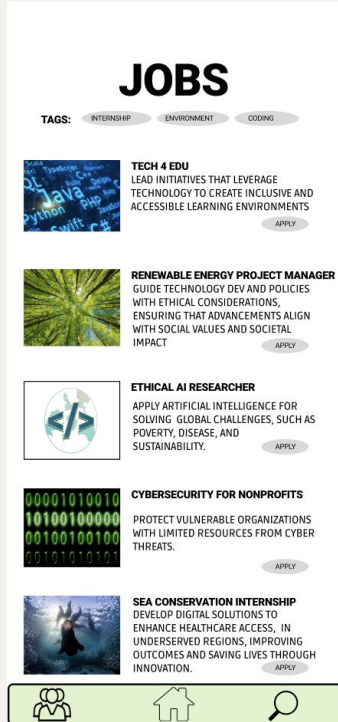 JOBS
TAGS: INTERNSHIP ENVIRONMENT CODING
TECH 4 EDU
LEAD INITIATIVES THAT LEVERAGE
TECHNOLOGY TO CREATE INCLUSIVE AND
ACCESSIBLE LEARNING ENVIRONMENTS
APPLY
Java
Python
PHP
Swift
C#
RENEWABLE ENERGY PROJECT MANAGER
GUIDE TECHNOLOGY DEV AND POLICIES
WITH ETHICAL CONSIDERATIONS,
ENSURING THAT ADVANCEMENTS ALIGN
WITH SOCIAL VALUES AND SOCIETAL
IMPACT
APPLY
ETHICAL AI RESEARCHER
</>
APPLY ARTIFICIAL INTELLIGENCE FOR
SOLVING GLOBAL CHALLENGES, SUCH AS
POVERTY, DISEASE, AND
SUSTAINABILITY.
APPLY
CYBERSECURITY FOR NONPROFITS
PROTECT VULNERABLE ORGANIZATIONS
WITH LIMITED RESOURCES FROM CYBER
THREATS.
APPLY
SEA CONSERVATION INTERNSHIP
DEVELOP DIGITAL SOLUTIONS TO
ENHANCE HEALTHCARE ACCESS, IN
UNDERSERVED REGIONS, IMPROVING
OUTCOMES AND SAVING LIVES THROUGH
INNOVATION.
APPLY